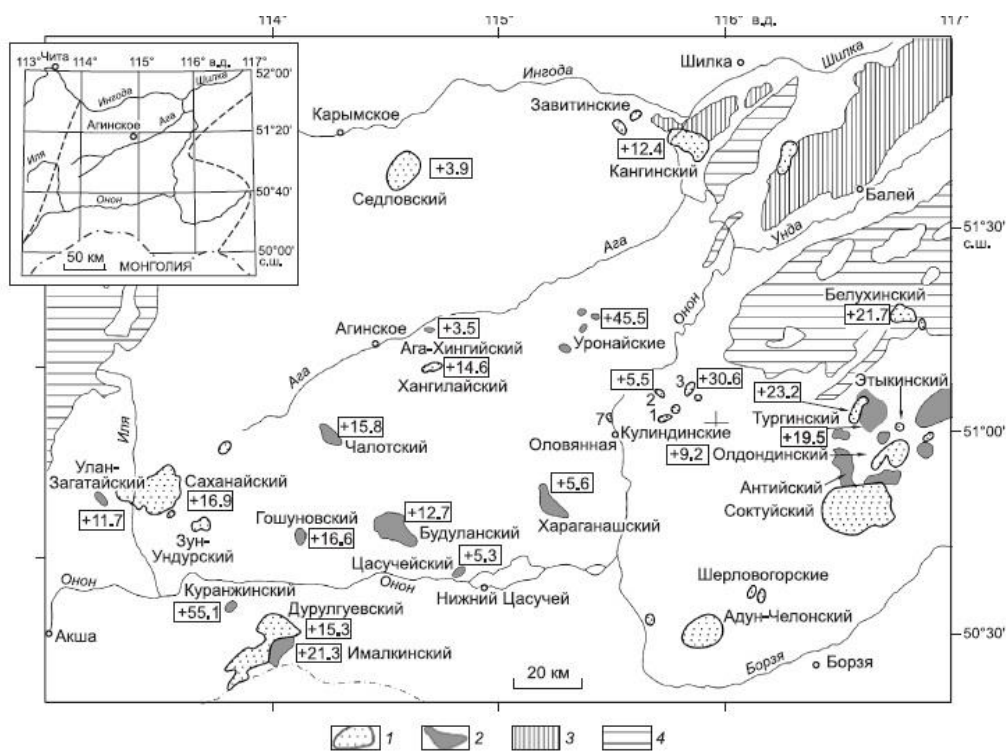 114°
115°
116° в.д.
117°
113° 114° 115° 116° в.д. 117°
Чита
52°00'
Ингода
Шилка
Агинское
Ага
51°20'
Иля
50°40'
Онон
50°00'
с.ш.
50 км
МОНГОЛИЯ
Ингода
Шилка
Шилка
Карымское
Завитинские
+12.4
Кангинский
+3.9
Седловский
Балей
Унда
51°30'
с.ш.
Ага
Онон
Белухинский
+21.7
+45.5
Уронайские
Агинское
+3.5
Ага-Хингийский
+14.6
Хангилайский
Ага
Иля
+5.5
3
+30.6
2
1
7
Кулиндинские
+9.2
Оловянная
Этыкинский
+23.2
Тургинский
+19.5
51°00'
Олдондинский
Антийский
Соктуйский
+15.8
Чалотский
Улан-
Загатайский
+11.7
Саханайский
+16.9
Зун-
Ундурский
Гошуновский
+16.6
+12.7
Будуланский
+5.6
Хараганашский
Цасучейский
+5.3
Онон
Онон
Нижний Цасучей
Куранжинский
+55.1
Дурулгуевский
+15.3
+21.3
Ималкинский
Акша
Шерловогорские
Адун-Челонский
50°30'
Борзя
Борзя
20 км
1
2
3
4